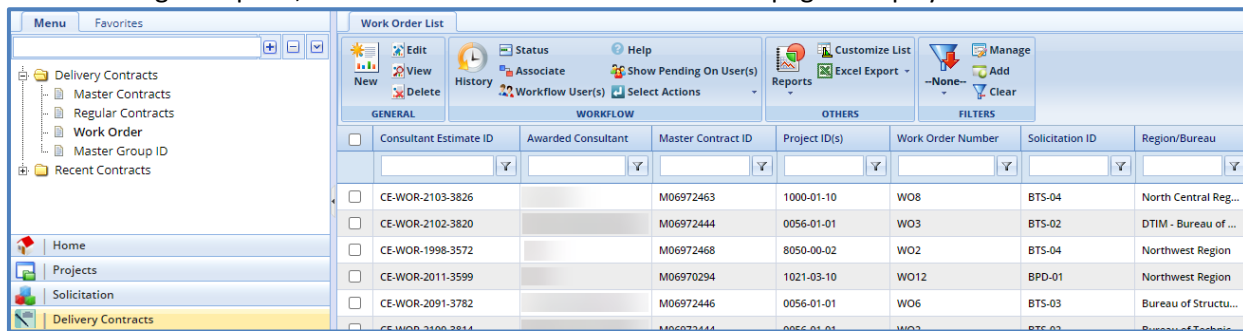 Menu Favorites
Delivery Contracts
Master Contracts
Regular Contracts
Work Order
Master Group ID
Recent Contracts
Home
Projects
Solicitation
Delivery Contracts
Work Order List
New
Edit
View
Delete
GENERAL
History
Status
Associate
Workflow User(s)
Help
Show Pending On User(s)
Select Actions
WORKFLOW
Reports
Customize List
Excel Export
OTHERS
--None--
Manage
Add
Clear
FILTERS
Consultant Estimate ID Awarded Consultant Master Contract ID Project ID(s) Work Order Number Solicitation ID Region/Bureau
CE-WOR-2103-3826 M06972463 1000-01-10 WO8 BTS-04 North Central Reg...
CE-WOR-2102-3820 M06972444 0056-01-01 WO3 BTS-02 DTIM - Bureau of ...
CE-WOR-1998-3572 M06972468 8050-00-02 WO2 BTS-04 Northwest Region
CE-WOR-2011-3599 M06970294 1021-03-10 WO12 BPD-01 Northwest Region
CE-WOR-2091-3782 M06972446 0056-01-01 WO6 BTS-03 Bureau of Structu...